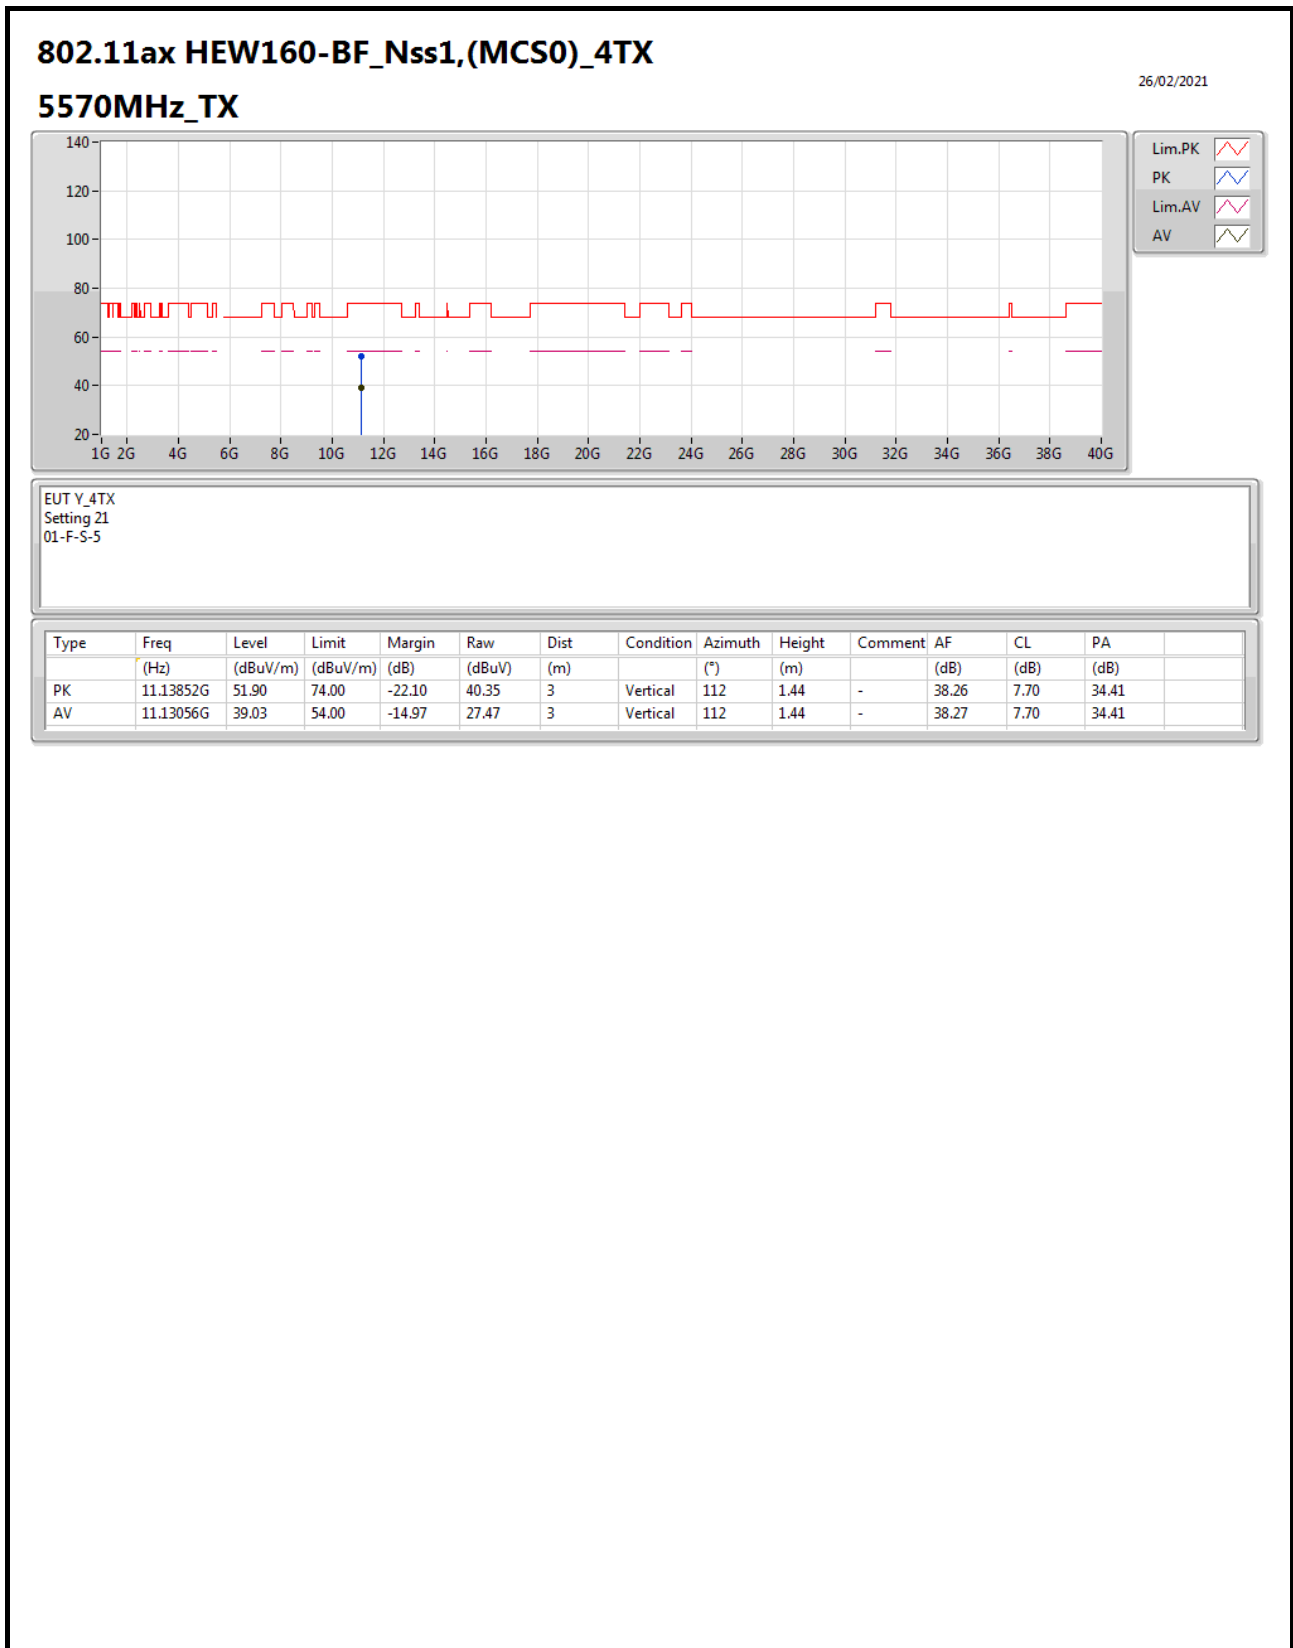 802.11ax HEW160-BF_Nss1,(MCS0)_4TX
26/02/2021
5570MHz_TX
140
120
100
80
60
40
20
1G 2G 4G 6G 8G 10G 12G 14G 16G 18G 20G 22G 24G 26G 28G 30G 32G 34G 36G 38G 40G
Lim.PK
PK
Lim.AV
AV
EUT Y_4TX
Setting 21
01-F-S-5
Type Freq Level Limit Margin Raw Dist Condition Azimuth Height Comment AF CL PA
(Hz) (dBuV/m) (dBuV/m) (dB) (dBuV) (m) (°) (m) (dB) (dB) (dB)
PK 11.13852G 51.90 74.00 -22.10 40.35 3 Vertical 112 1.44 - 38.26 7.70 34.41
AV 11.13056G 39.03 54.00 -14.97 27.47 3 Vertical 112 1.44 - 38.27 7.70 34.41